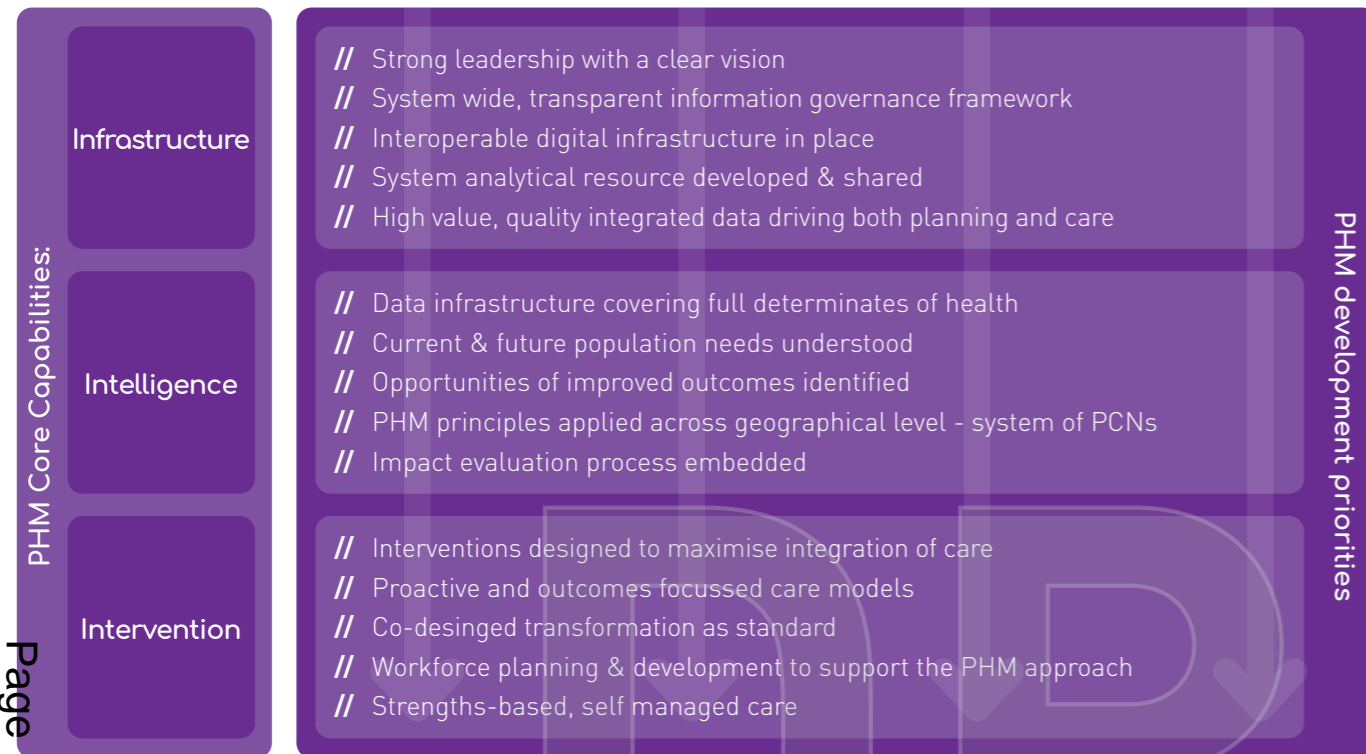 PHM Core Capabilities:
Infrastructure
// Strong leadership with a clear vision
// System wide, transparent information governance framework
// Interoperable digital infrastructure in place
// System analytical resource developed & shared
// High value, quality integrated data driving both planning and care
Intelligence
// Data infrastructure covering full determinates of health
// Current & future population needs understood
// Opportunities of improved outcomes identified
// PHM principles applied across geographical level - system of PCNs
// Impact evaluation process embedded
Intervention
// Interventions designed to maximise integration of care
// Proactive and outcomes focussed care models
// Co-desinged transformation as standard
// Workforce planning & development to support the PHM approach
// Strengths-based, self managed care
PHM development priorities
Page